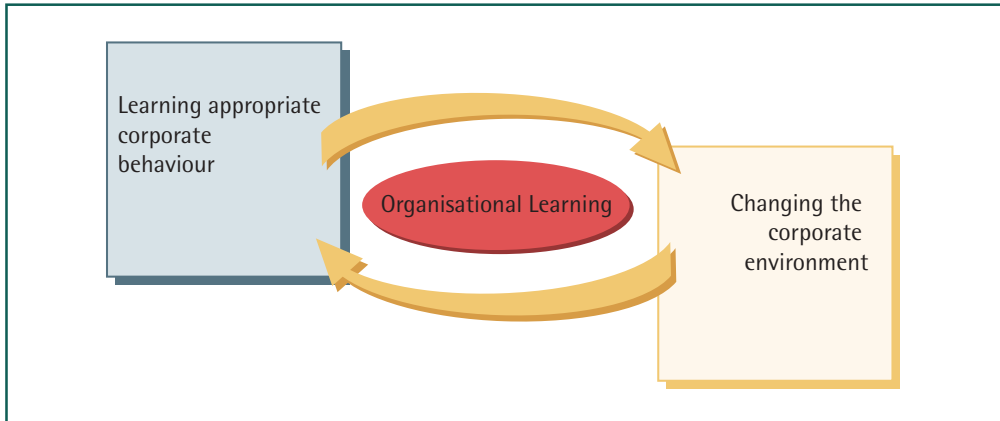 Learning appropriate
corporate
behaviour
Organisational Learning
Changing the
corporate
environment